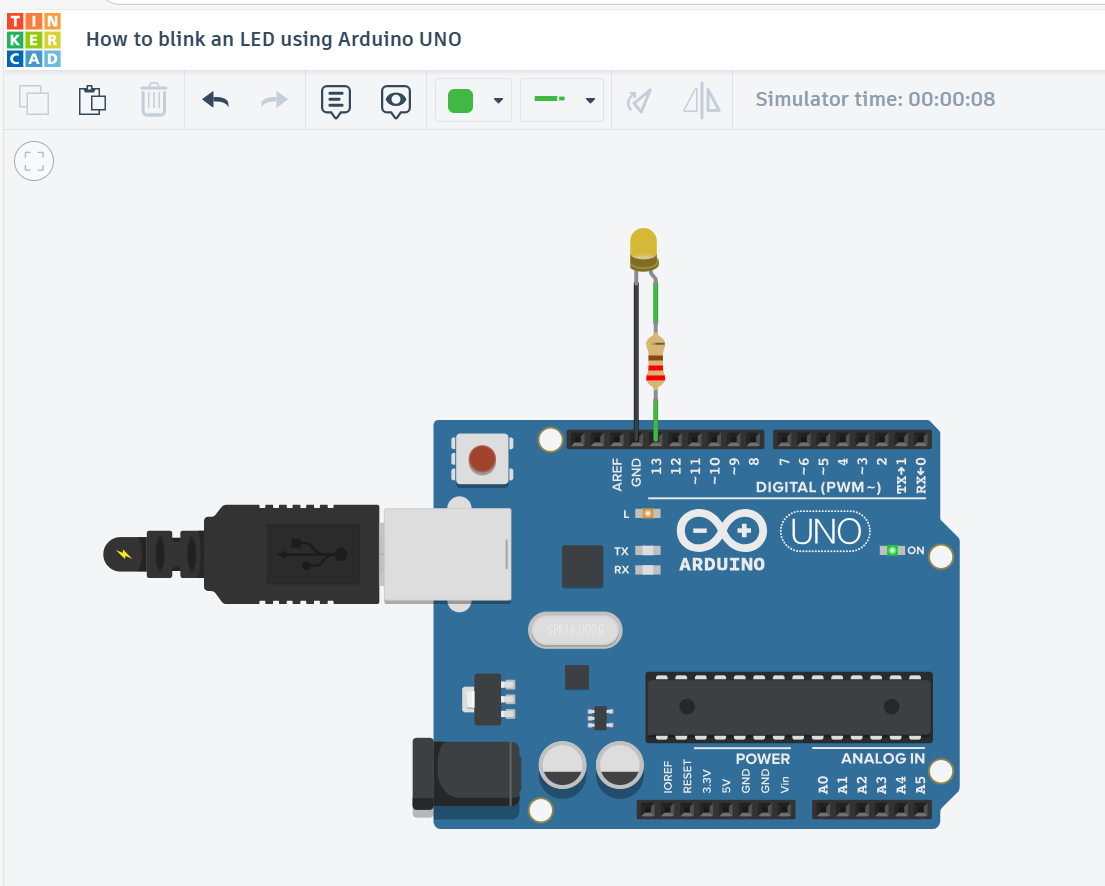 TIN
KER
CAD
How to blink an LED using Arduino UNO
Simulator time: 00:00:08
AREF
GND
13
12
~11
~10
~9
8
7
~6
~5
4
~3
2
TX→1
RX←0
DIGITAL (PWM~)
L
TX
RX
UNO
ARDUINO
ON
SPK16.000G
POWER
ANALOG IN
IOREF
RESET
3.3V
5V
GND
GND
Vin
A0
A1
A2
A3
A4
A5